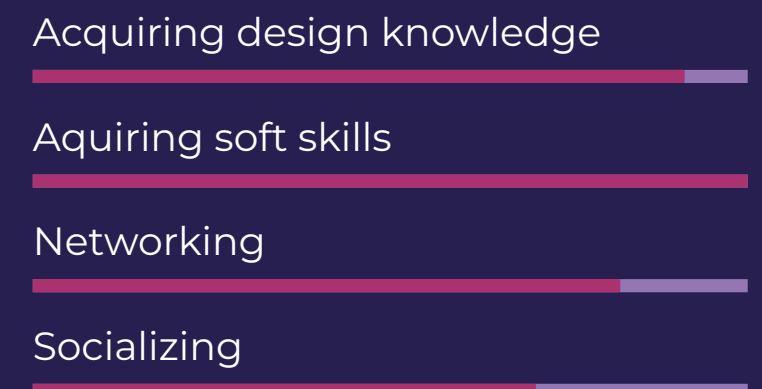 Acquiring design knowledge
Aquiring soft skills
Networking
Socializing